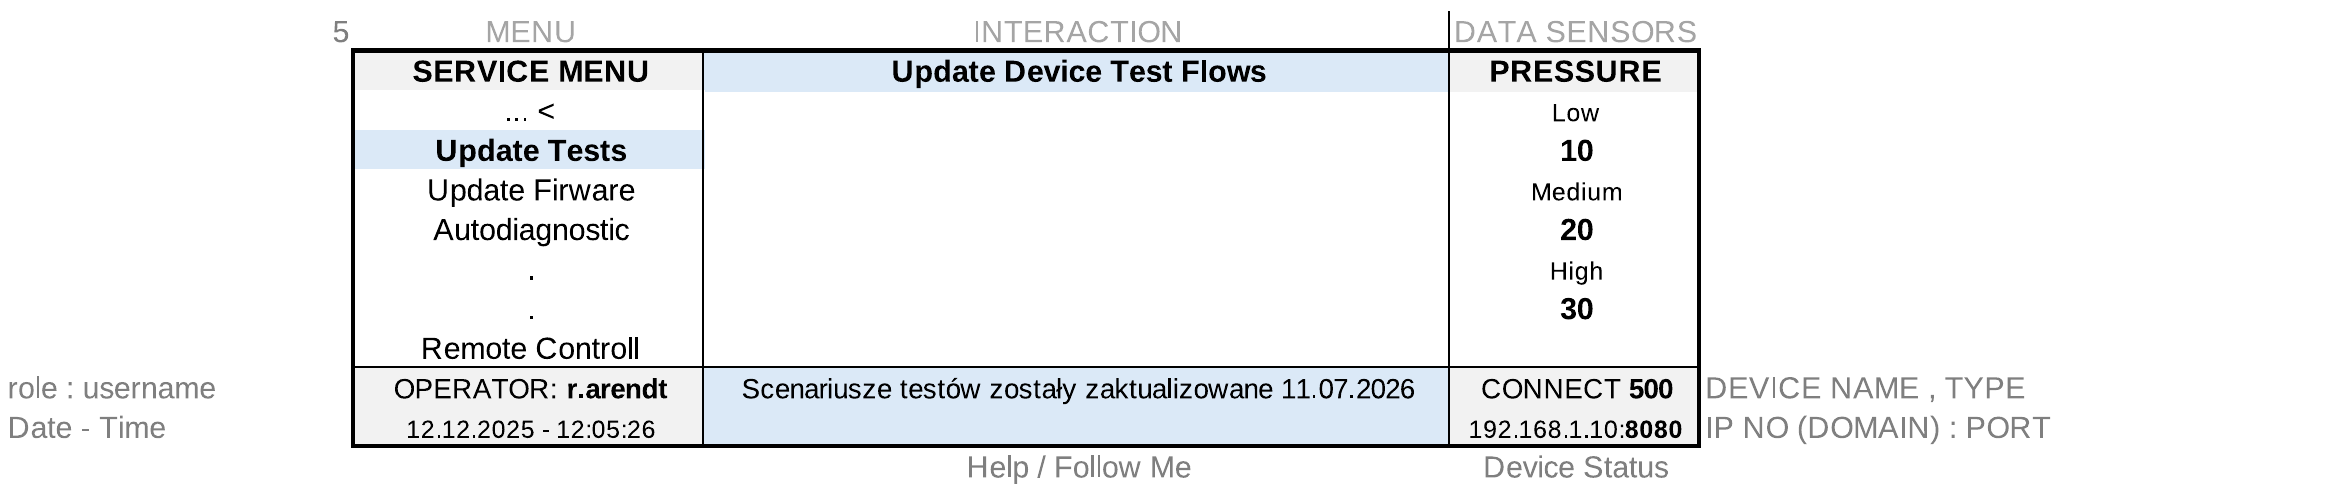 5 MENU INTERACTION DATA SENSORS
SERVICE MENU Update Device Test Flows PRESSURE
... < Low
Update Tests 10
Update Firware Medium
Autodiagnostic 20
. High
. 30
Remote Controll
role : username OPERATOR: r.arendt Scenariusze testów zostały zaktualizowane 11.07.2026 CONNECT 500 DEVICE NAME , TYPE
Date - Time 12.12.2025 - 12:05:26 192.168.1.10:8080 IP NO (DOMAIN) : PORT
Help / Follow Me Device Status